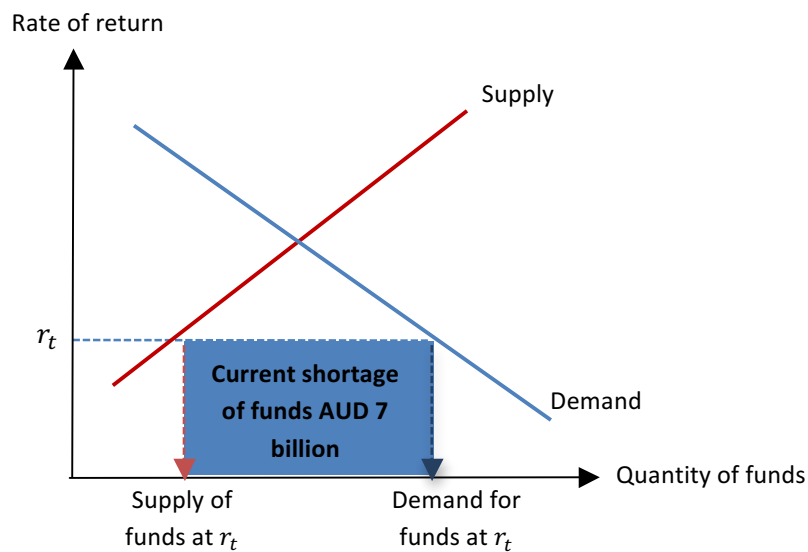 Rate of return
Supply
r_t
Current shortage
of funds AUD 7
billion
Demand
Quantity of funds
Supply of
funds at r_t
Demand for
funds at r_t